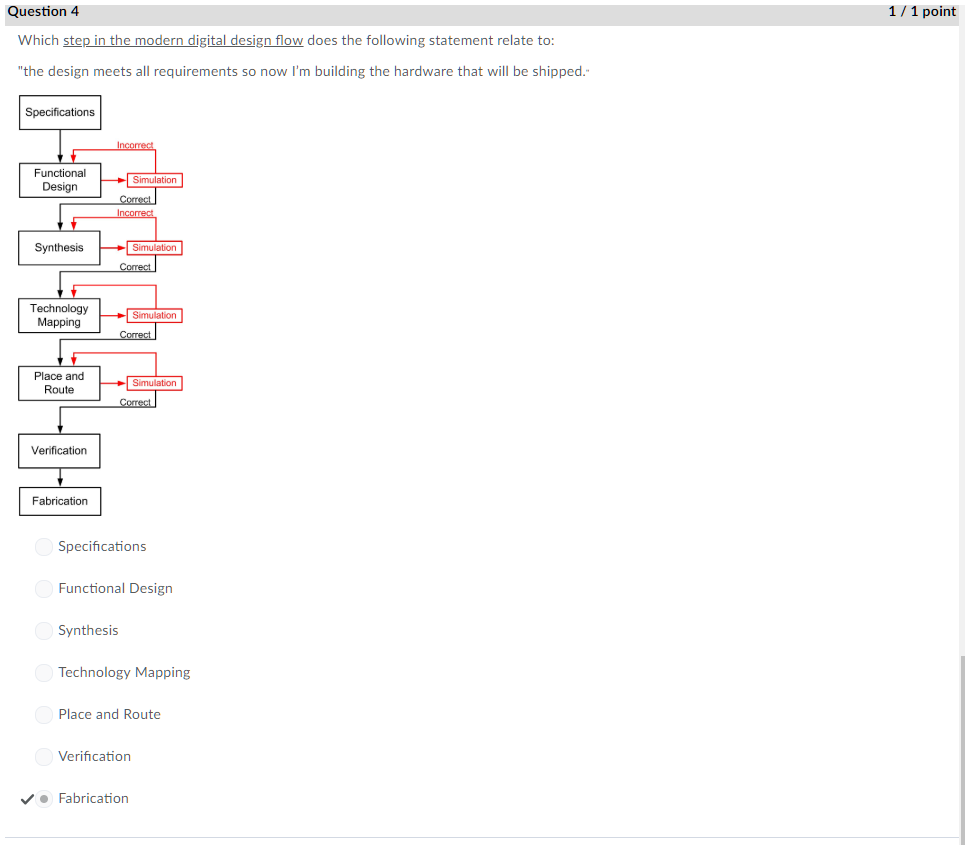 Question 4 1 / 1 point
Which step in the modern digital design flow does the following statement relate to:
"the design meets all requirements so now I'm building the hardware that will be shipped."
Specifications
Incorrect
Functional
Design
Simulation
Correct
Incorrect
Synthesis
Simulation
Correct
Technology
Mapping
Simulation
Correct
Place and
Route
Simulation
Correct
Verification
Fabrication
Specifications
Functional Design
Synthesis
Technology Mapping
Place and Route
Verification
Fabrication